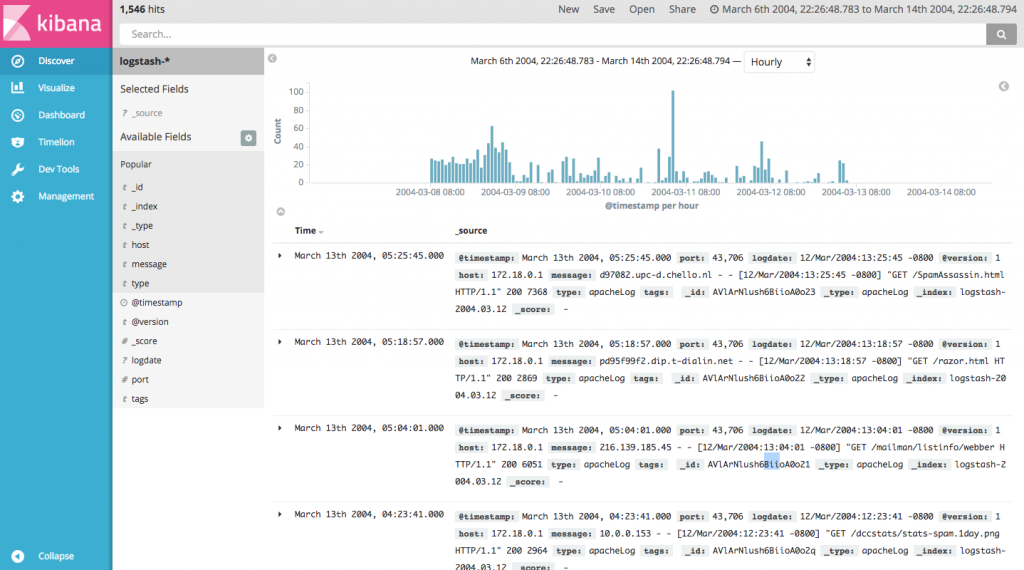 kibana
Discover
Visualize
Dashboard
Timelion
Dev Tools
Management
Collapse
1,546 hits
New Save Open Share March 6th 2004, 22:26:48.783 to March 14th 2004, 22:26:48.794
Search...
logstash-*
Selected Fields
? _source
Available Fields
Popular
t _id
t _index
t _type
t host
t message
t type
@timestamp
t @version
# _score
? logdate
# port
t tags
March 6th 2004, 22:26:48.783 - March 14th 2004, 22:26:48.794 — Hourly
Count
100
80
60
40
20
0
2004-03-08 08:00 2004-03-09 08:00 2004-03-10 08:00 2004-03-11 08:00 2004-03-12 08:00 2004-03-13 08:00 2004-03-14 08:00
@timestamp per hour
Time _source
March 13th 2004, 05:25:45.000
@timestamp: March 13th 2004, 05:25:45.000 port: 43,706 logdate: 12/Mar/2004:13:25:45 -0800 @version: 1
host: 172.18.0.1 message: d97082.upc-d.chello.nl - - [12/Mar/2004:13:25:45 -0800] "GET /SpamAssassin.html
HTTP/1.1" 200 7368 type: apacheLog tags: _id: AVlArNlush6BiioA0o23 _type: apacheLog _index: logstash-
2004.03.12 _score: -
March 13th 2004, 05:18:57.000
@timestamp: March 13th 2004, 05:18:57.000 port: 43,706 logdate: 12/Mar/2004:13:18:57 -0800 @version: 1
host: 172.18.0.1 message: pd95f99f2.dip.t-dialin.net - - [12/Mar/2004:13:18:57 -0800] "GET /razor.html HT
TP/1.1" 200 2869 type: apacheLog tags: _id: AVlArNlush6BiioA0o22 _type: apacheLog _index: logstash-20
04.03.12 _score: -
March 13th 2004, 05:04:01.000
@timestamp: March 13th 2004, 05:04:01.000 port: 43,706 logdate: 12/Mar/2004:13:04:01 -0800 @version: 1
host: 172.18.0.1 message: 216.139.185.45 - - [12/Mar/2004:13:04:01 -0800] "GET /mailman/listinfo/webber H
TTP/1.1" 200 6051 type: apacheLog tags: _id: AVlArNlush6BiioA0o21 _type: apacheLog _index: logstash-2
004.03.12 _score: -
March 13th 2004, 04:23:41.000
@timestamp: March 13th 2004, 04:23:41.000 port: 43,706 logdate: 12/Mar/2004:12:23:41 -0800 @version: 1
host: 172.18.0.1 message: 10.0.0.153 - - [12/Mar/2004:12:23:41 -0800] "GET /dccstats/stats-spam.1day.png
HTTP/1.1" 200 2964 type: apacheLog tags: _id: AVlArNlush6BiioA0o2q _type: apacheLog _index: logstash-
2004.03.12 _score: -